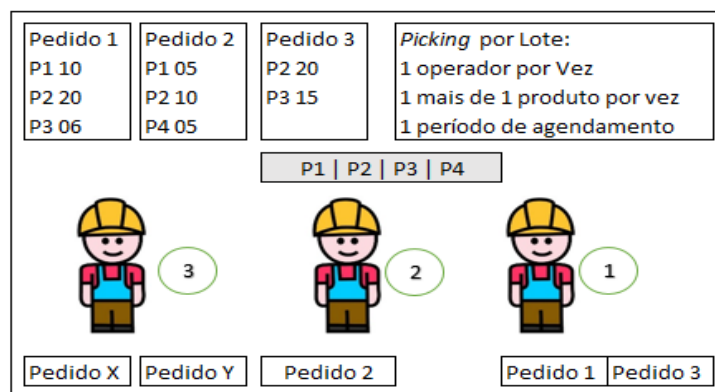 Pedido 1
P1 10
P2 20
P3 06
Pedido 2
P1 05
P2 10
P4 05
Pedido 3
P2 20
P3 15
Picking por Lote:
1 operador por Vez
1 mais de 1 produto por vez
1 período de agendamento
P1 | P2 | P3 | P4
3
2
1
Pedido X
Pedido Y
Pedido 2
Pedido 1
Pedido 3